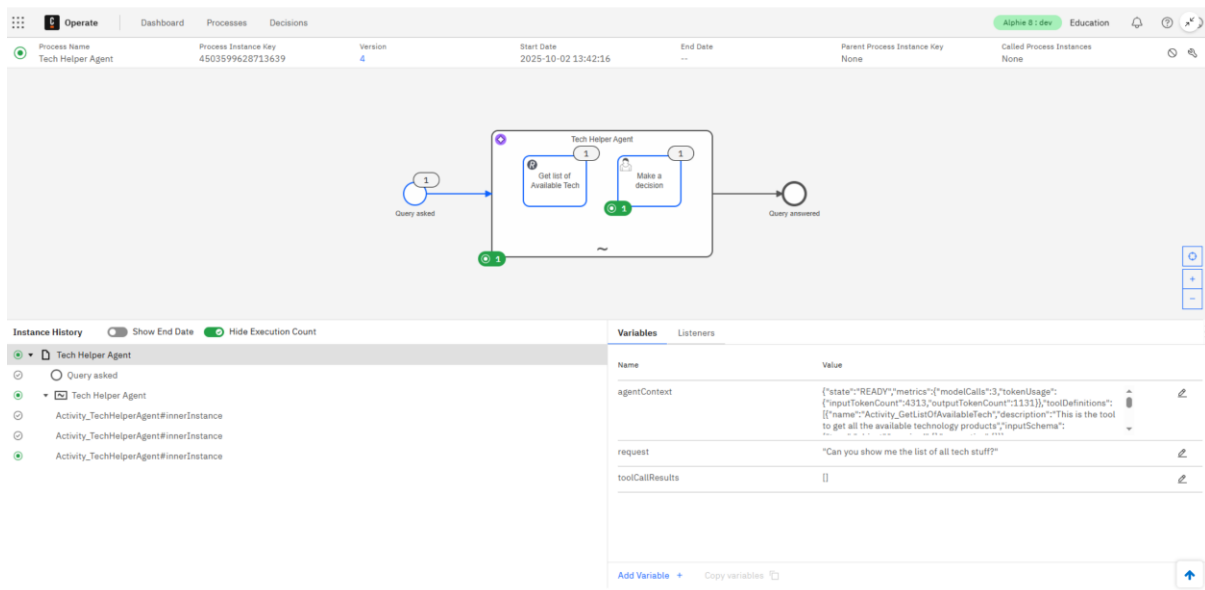 Operate
Dashboard
Processes
Decisions
Alphie 8 : dev
Education
Process Name
Tech Helper Agent
Process Instance Key
4503599628713639
Version
4
Start Date
2025-10-02 13:42:16
End Date
--
Parent Process Instance Key
None
Called Process Instances
None
Tech Helper Agent
1
1
1
Get list of
Available Tech
Make a
decision
1
Query asked
Query answered
1
Instance History
Show End Date
Hide Execution Count
Tech Helper Agent
Query asked
Tech Helper Agent
Activity_TechHelperAgent#innerInstance
Activity_TechHelperAgent#innerInstance
Activity_TechHelperAgent#innerInstance
Variables
Listeners
Name
Value
agentContext
{"state":"READY","metrics":{"modelCalls":3,"tokenUsage":
{"inputTokenCount":4313,"outputTokenCount":1131}},"toolDefinitions":
[{"name":"Activity_GetListOfAvailableTech","description":"This is the tool
to get all the available technology products","inputSchema":
request
"Can you show me the list of all tech stuff?"
toolCallResults
[]
Add Variable +
Copy variables